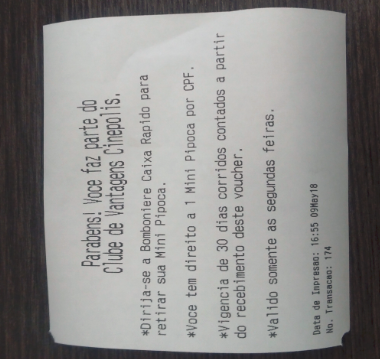 Parabens! Voce faz parte do
Clube de Vantagens Cinepolis.
*Dirija-se a Bomboniere Caixa Rapido para
retirar sua Mini Pipoca.
*Voce tem direito a 1 Mini Pipoca por CPF.
*Vigencia de 30 dias corridos contados a partir
do recebimento deste voucher.
*Valido somente as segundas feiras.
Data de Impresao: 16:55 09May18
No. Transacao: 174